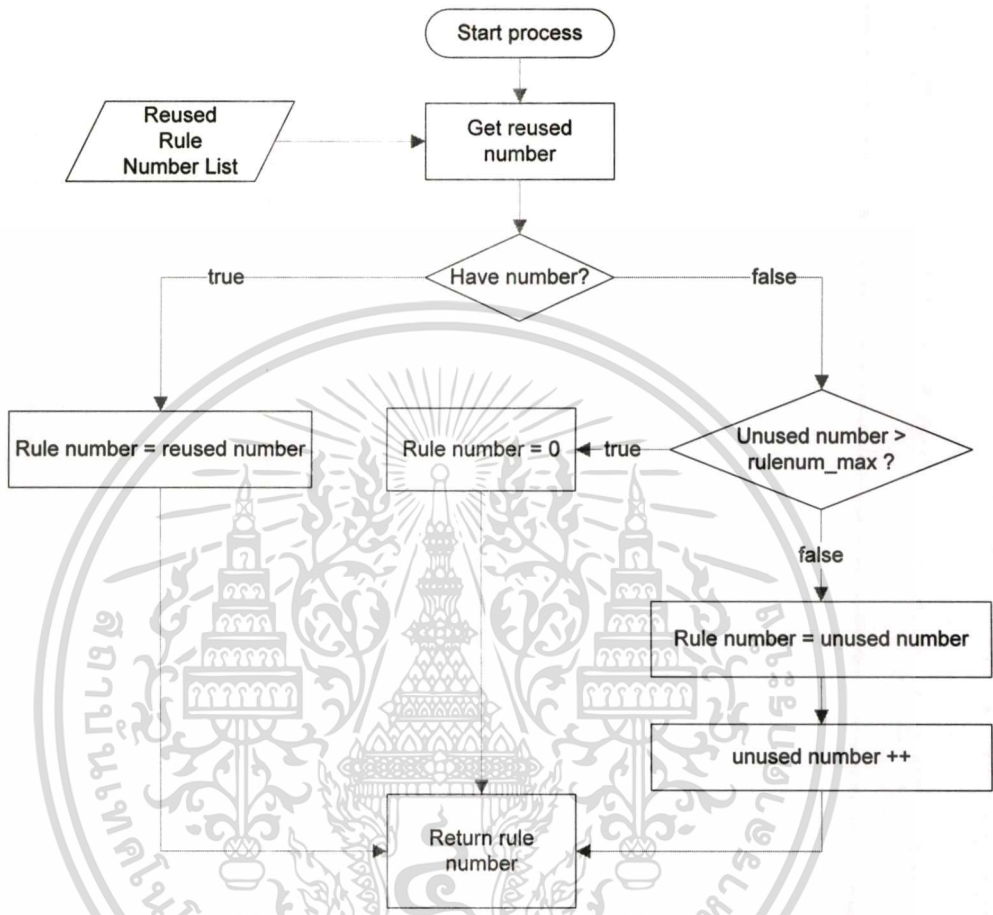 Start process
Reused
Rule
Number List
Get reused
number
Have number?
true
false
Rule number = reused number
Rule number = 0
true
Unused number >
rulenum_max ?
false
Rule number = unused number
unused number ++
Return rule
number